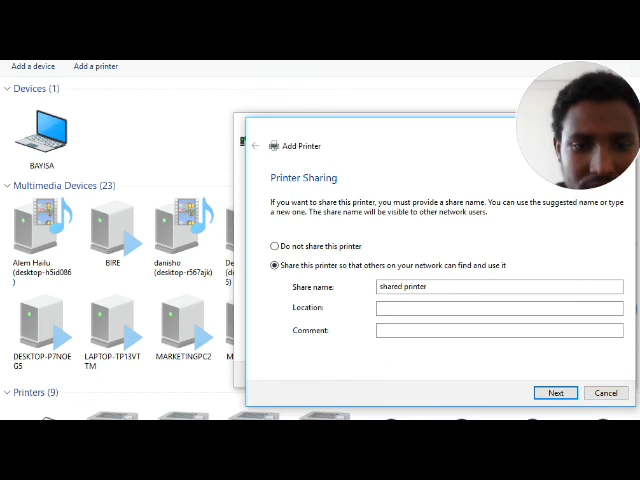 Add a device
Add a printer
Devices (1)
BAYISA
Multimedia Devices (23)
Alem Hailu
(desktop-h5id086
)
BIRE
danisho
(desktop-r567ajk)
DESKTOP-P7NOE
G5
LAPTOP-TP13VT
TM
MARKETINGPC2
Printers (9)
Add Printer
Printer Sharing
If you want to share this printer, you must provide a share name. You can use the suggested name or type
a new one. The share name will be visible to other network users.
Do not share this printer
Share this printer so that others on your network can find and use it
Share name:
shared printer
Location:
Comment:
Next
Cancel